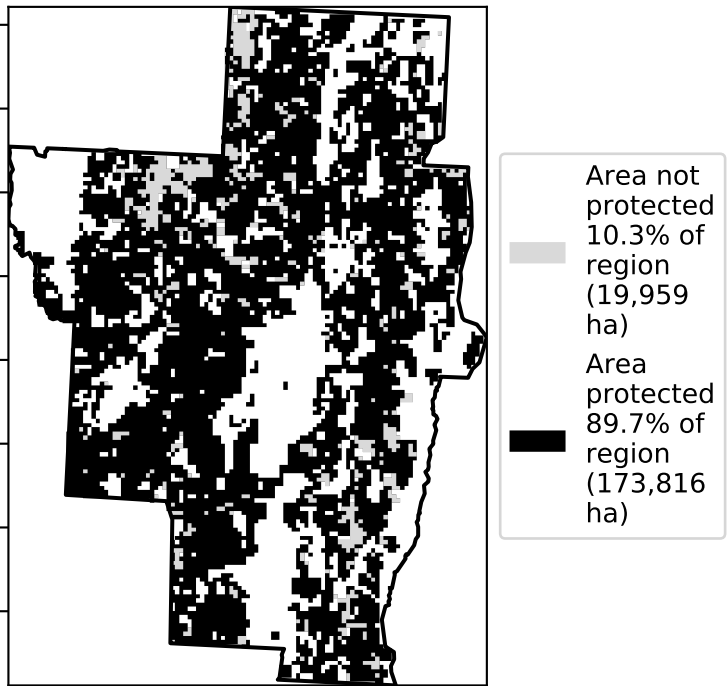 Area not
protected
10.3% of
region
(19,959
ha)
Area
protected
89.7% of
region
(173,816
ha)